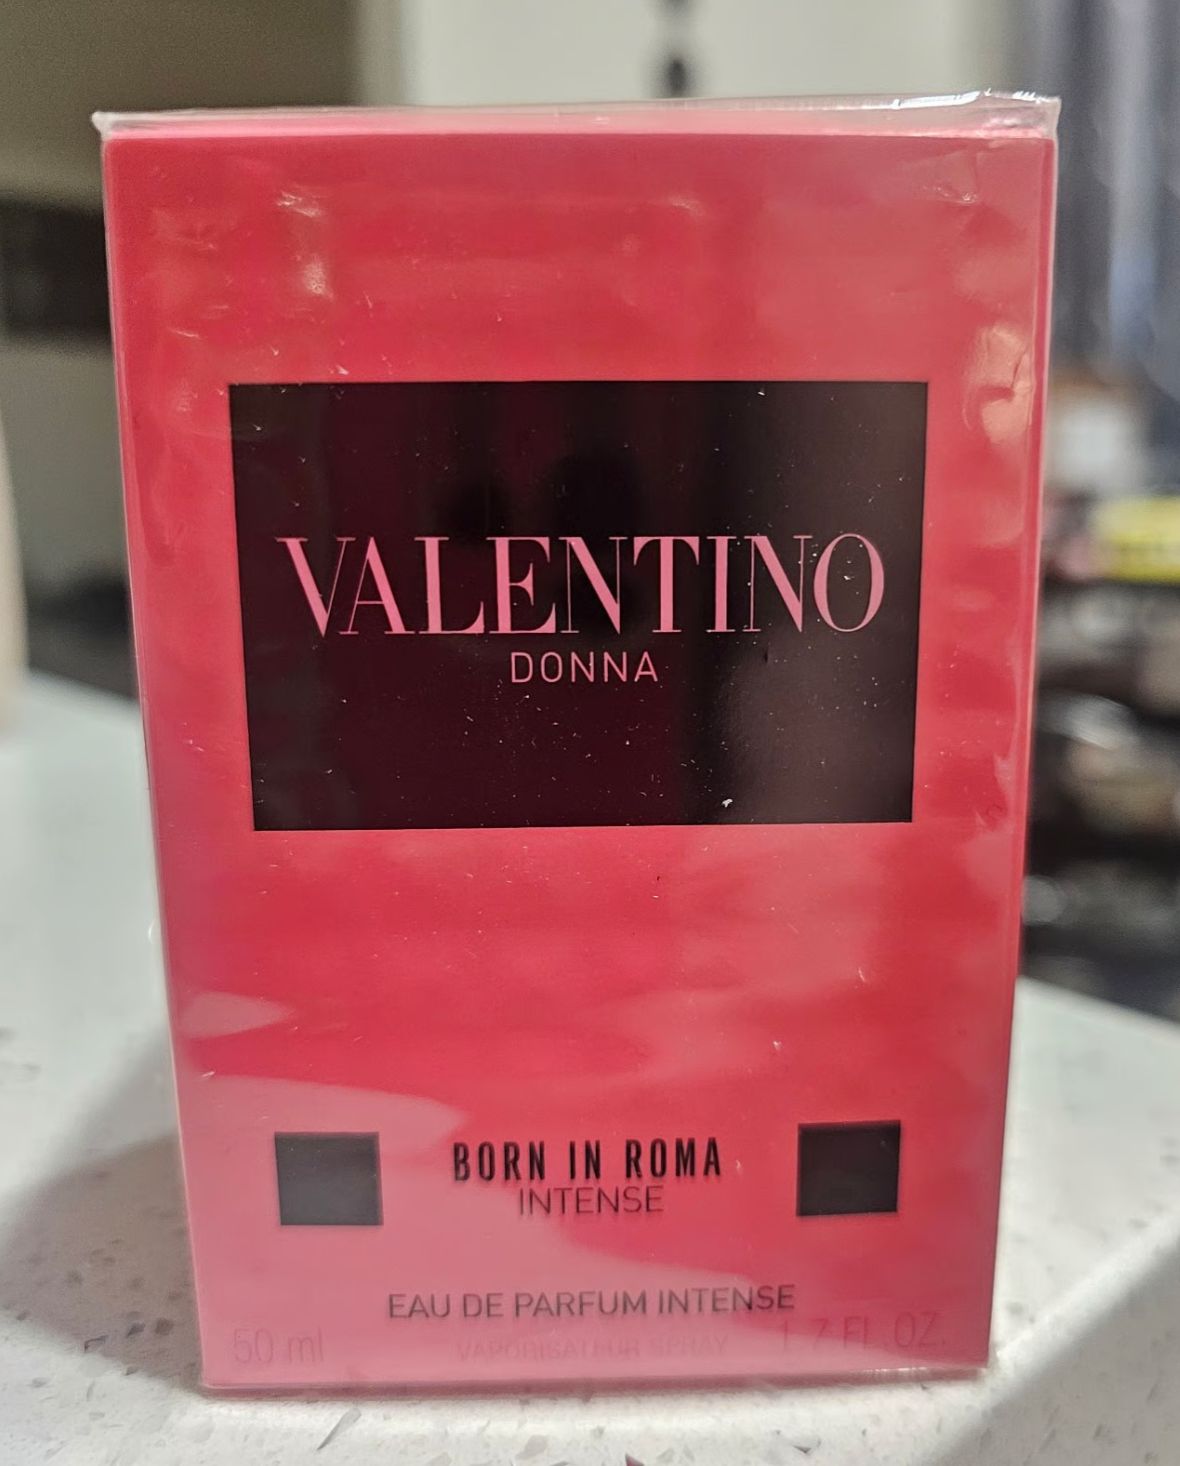 VALENTINO
DONNA
BORN IN ROMA
INTENSE
EAU DE PARFUM INTENSE
50 ml VAPORISATEUR SPRAY 1.7 FL.OZ.